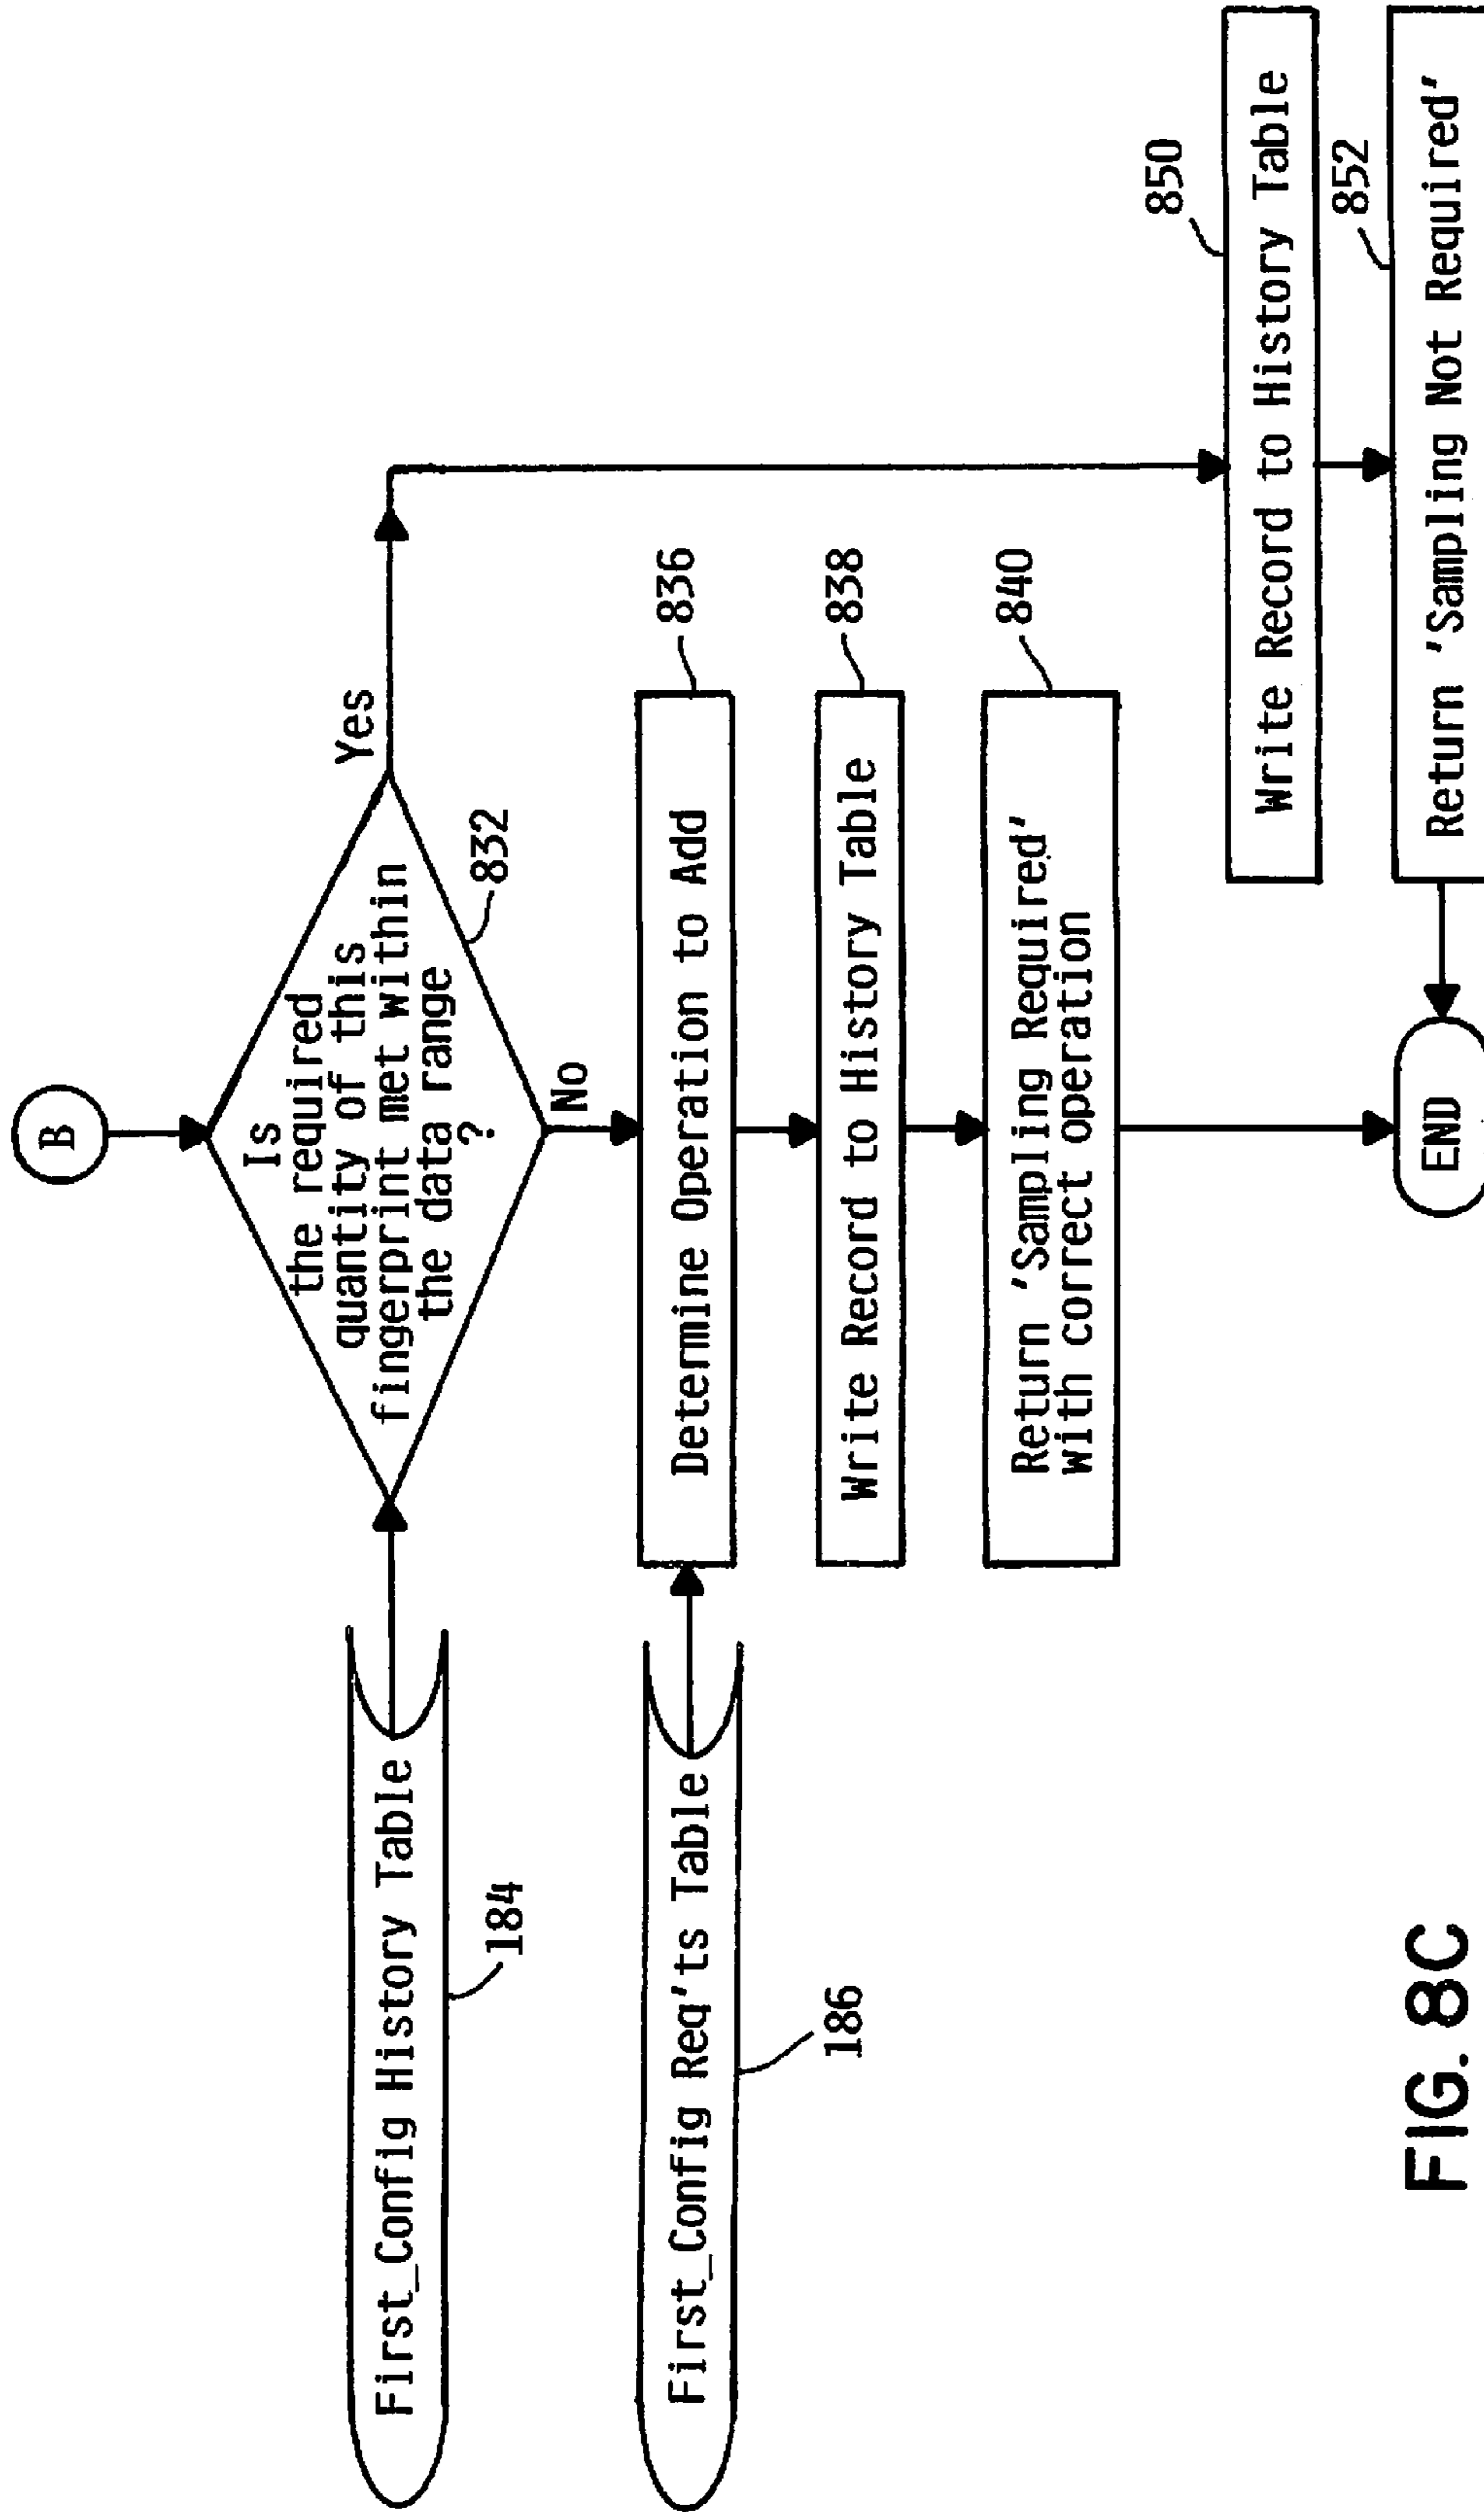 B
Is
the required
quantity of this
fingerprint met within
the data range
?
832
Yes
No
First_Config History Table
184
First_Config Req'ts Table
186
Determine Operation to Add
836
Write Record to History Table
838
Return 'Sampling Required'
With correct operation
840
Write Record to History Table
850
Return 'Sampling Not Required'
852
END
FIG. 8C